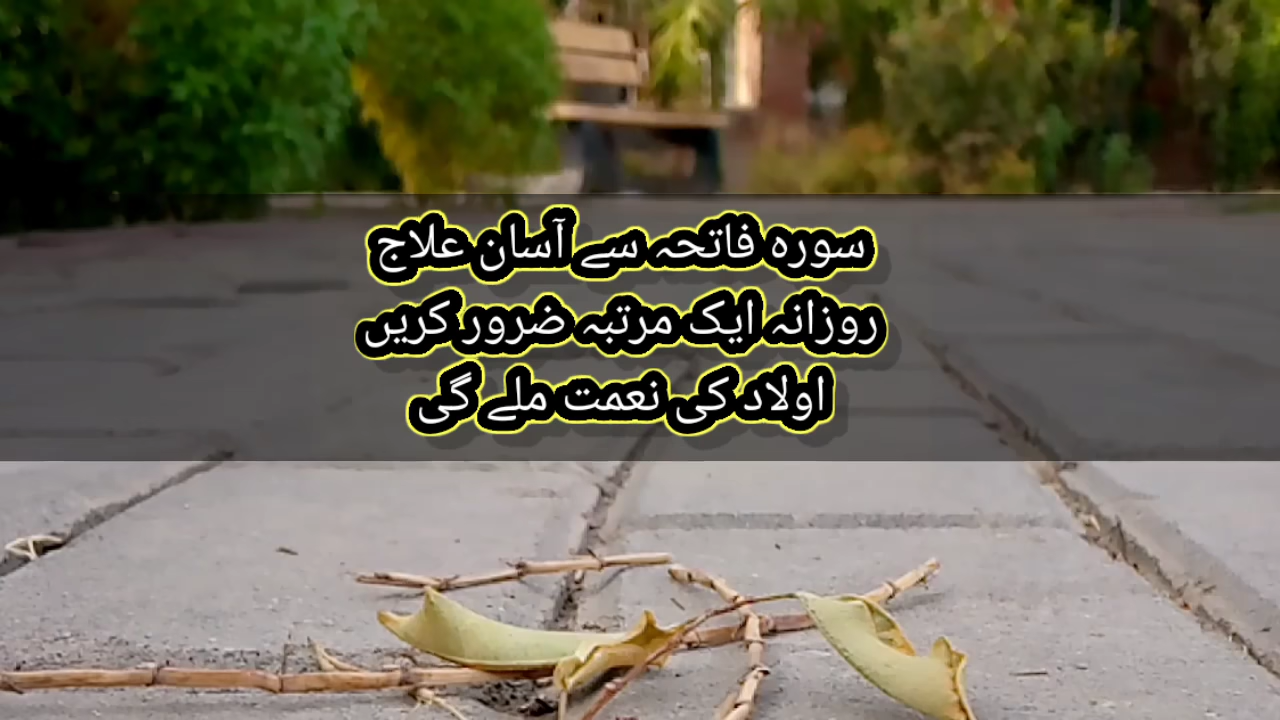 سورہ فاتحہ سے آسان علاج
روزانہ ایک مرتبہ ضرور کریں
اولاد کی نعمت ملے گی